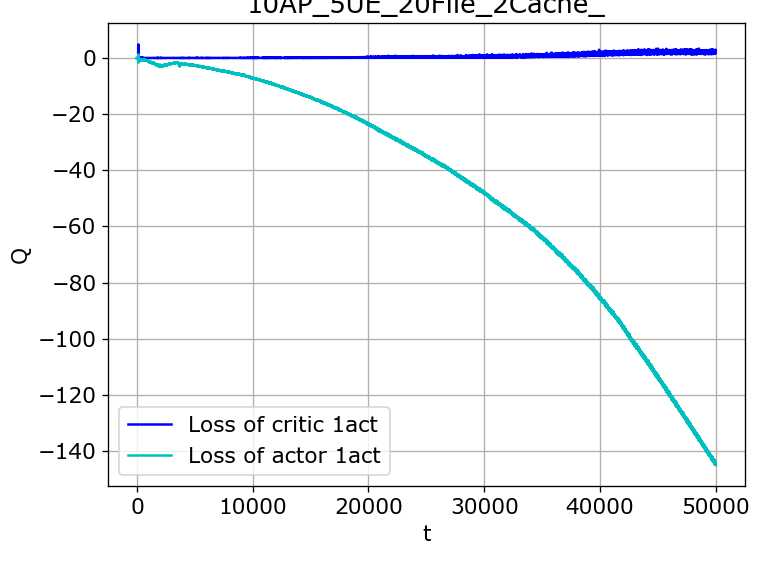 10AP_5UE_20File_2Cache_
0
−20
−40
−60
−80
−100
−120
−140
Q
Loss of critic 1act
Loss of actor 1act
0 10000 20000 30000 40000 50000
t